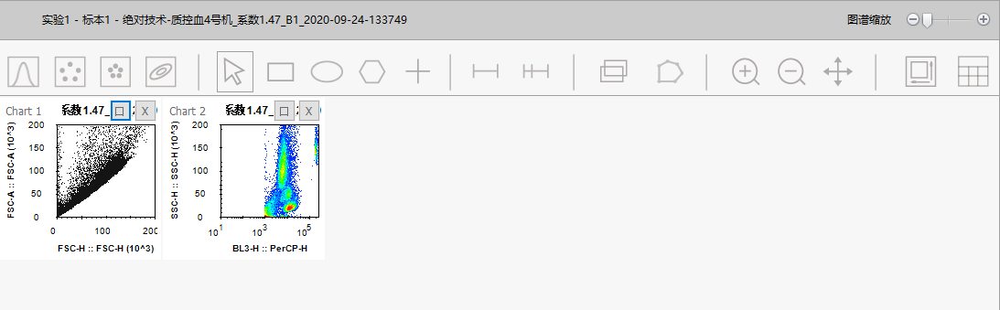 实验1 - 标本1 - 绝对技术-质控血4号机_系数1.47_B1_2020-09-24-133749
图谱缩放
Chart 1
系数1.47_
口
X
Chart 2
系数1.47_
口
X
FSC-A :: FSC-A (10^3)
200
150
100
50
0
0
100
200
FSC-H :: FSC-H (10^3)
SSC-H :: SSC-H (10^3)
200
150
100
50
0
10^1
10^3
10^5
BL3-H :: PerCP-H